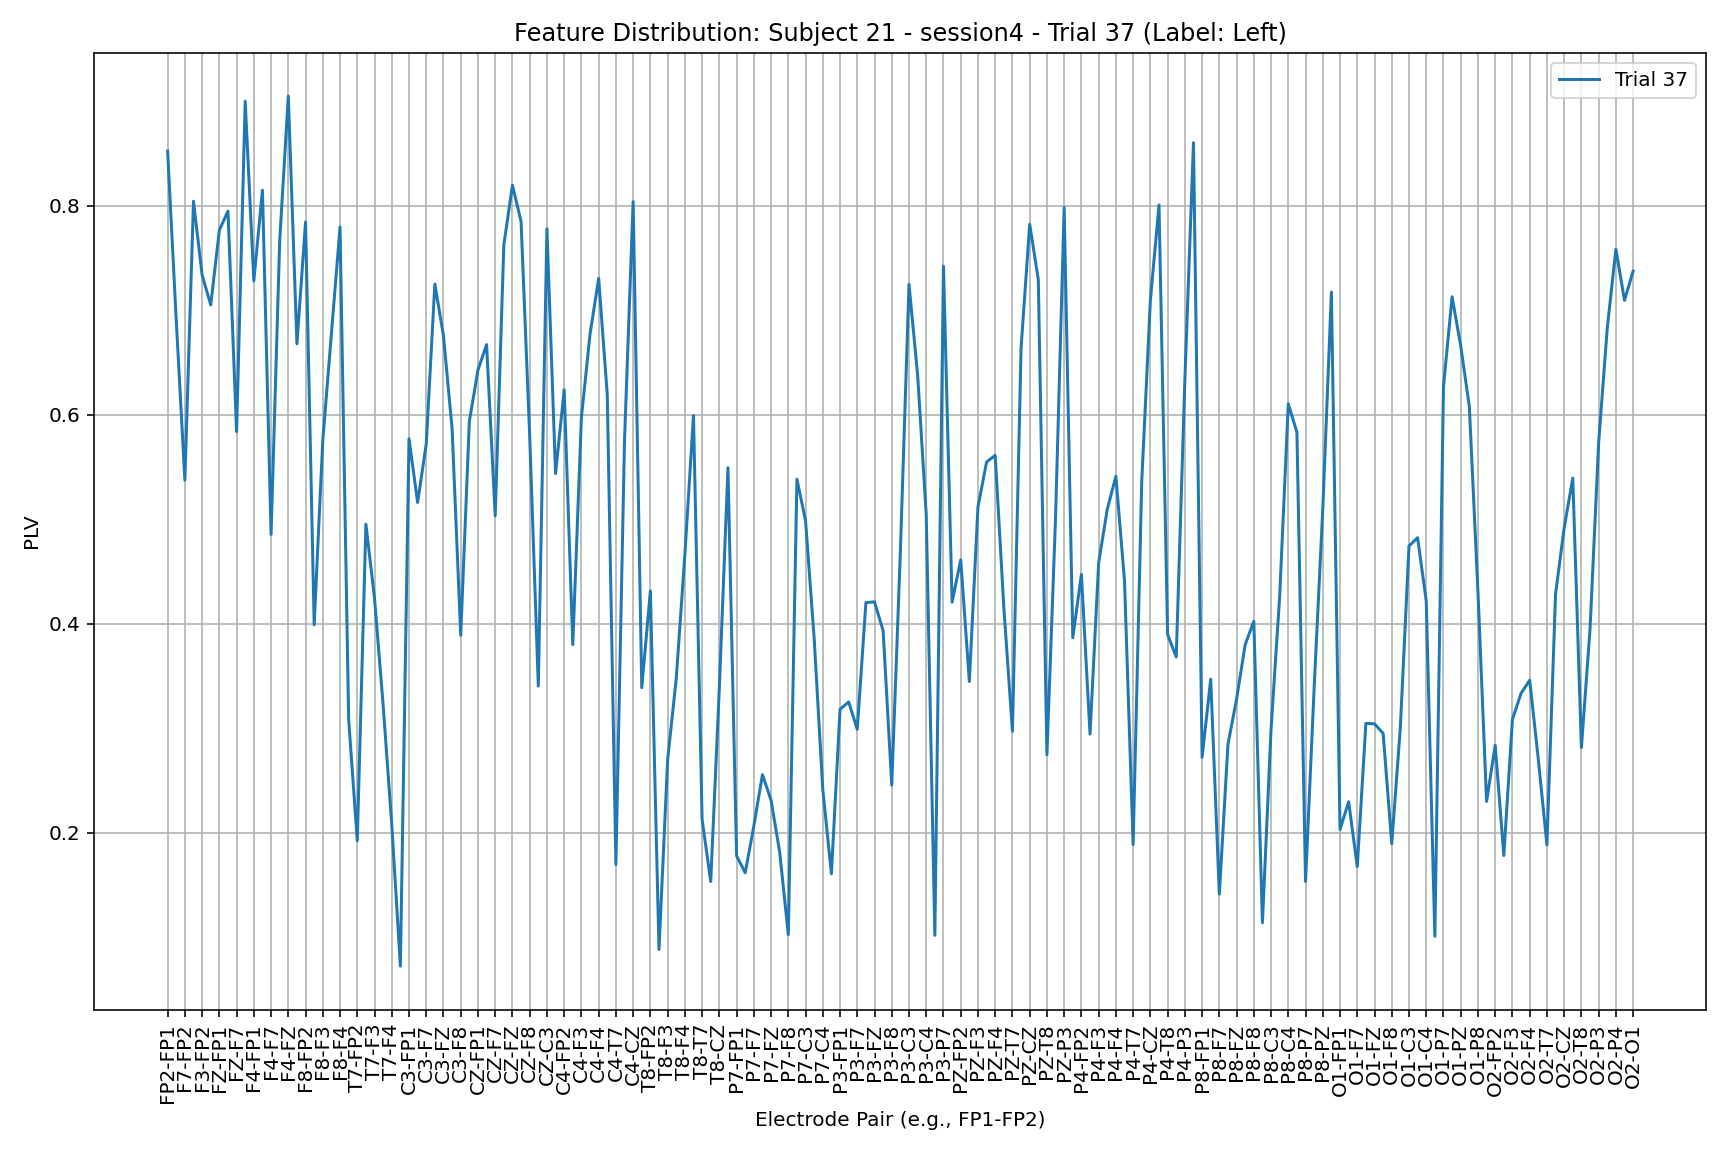 Feature Distribution: Subject 21 - session4 - Trial 37 (Label: Left)
Trial 37
PLV
0.8
0.6
0.4
0.2
FP2-FP1
F7-FP2
F3-FP2
FZ-FP1
FZ-F7
F4-FP1
F4-F7
F4-FZ
F8-FP2
F8-F3
F8-F4
T7-FP2
T7-F3
T7-F4
C3-FP1
C3-F7
C3-FZ
C3-F8
CZ-FP1
CZ-F7
CZ-FZ
CZ-F8
CZ-C3
C4-FP2
C4-F3
C4-F4
C4-T7
C4-CZ
T8-FP2
T8-F3
T8-F4
T8-T7
T8-CZ
P7-FP1
P7-F7
P7-FZ
P7-F8
P7-C3
P7-C4
P3-FP1
P3-F7
P3-FZ
P3-F8
P3-C3
P3-C4
P3-P7
PZ-FP2
PZ-F3
PZ-F4
PZ-T7
PZ-CZ
PZ-T8
PZ-P3
P4-FP2
P4-F3
P4-F4
P4-T7
P4-CZ
P4-T8
P4-P3
P8-FP1
P8-F7
P8-FZ
P8-F8
P8-C3
P8-C4
P8-P7
P8-PZ
O1-FP1
O1-F7
O1-FZ
O1-F8
O1-C3
O1-C4
O1-P7
O1-PZ
O1-P8
O2-FP2
O2-F3
O2-F4
O2-T7
O2-CZ
O2-T8
O2-P3
O2-P4
O2-O1
Electrode Pair (e.g., FP1-FP2)